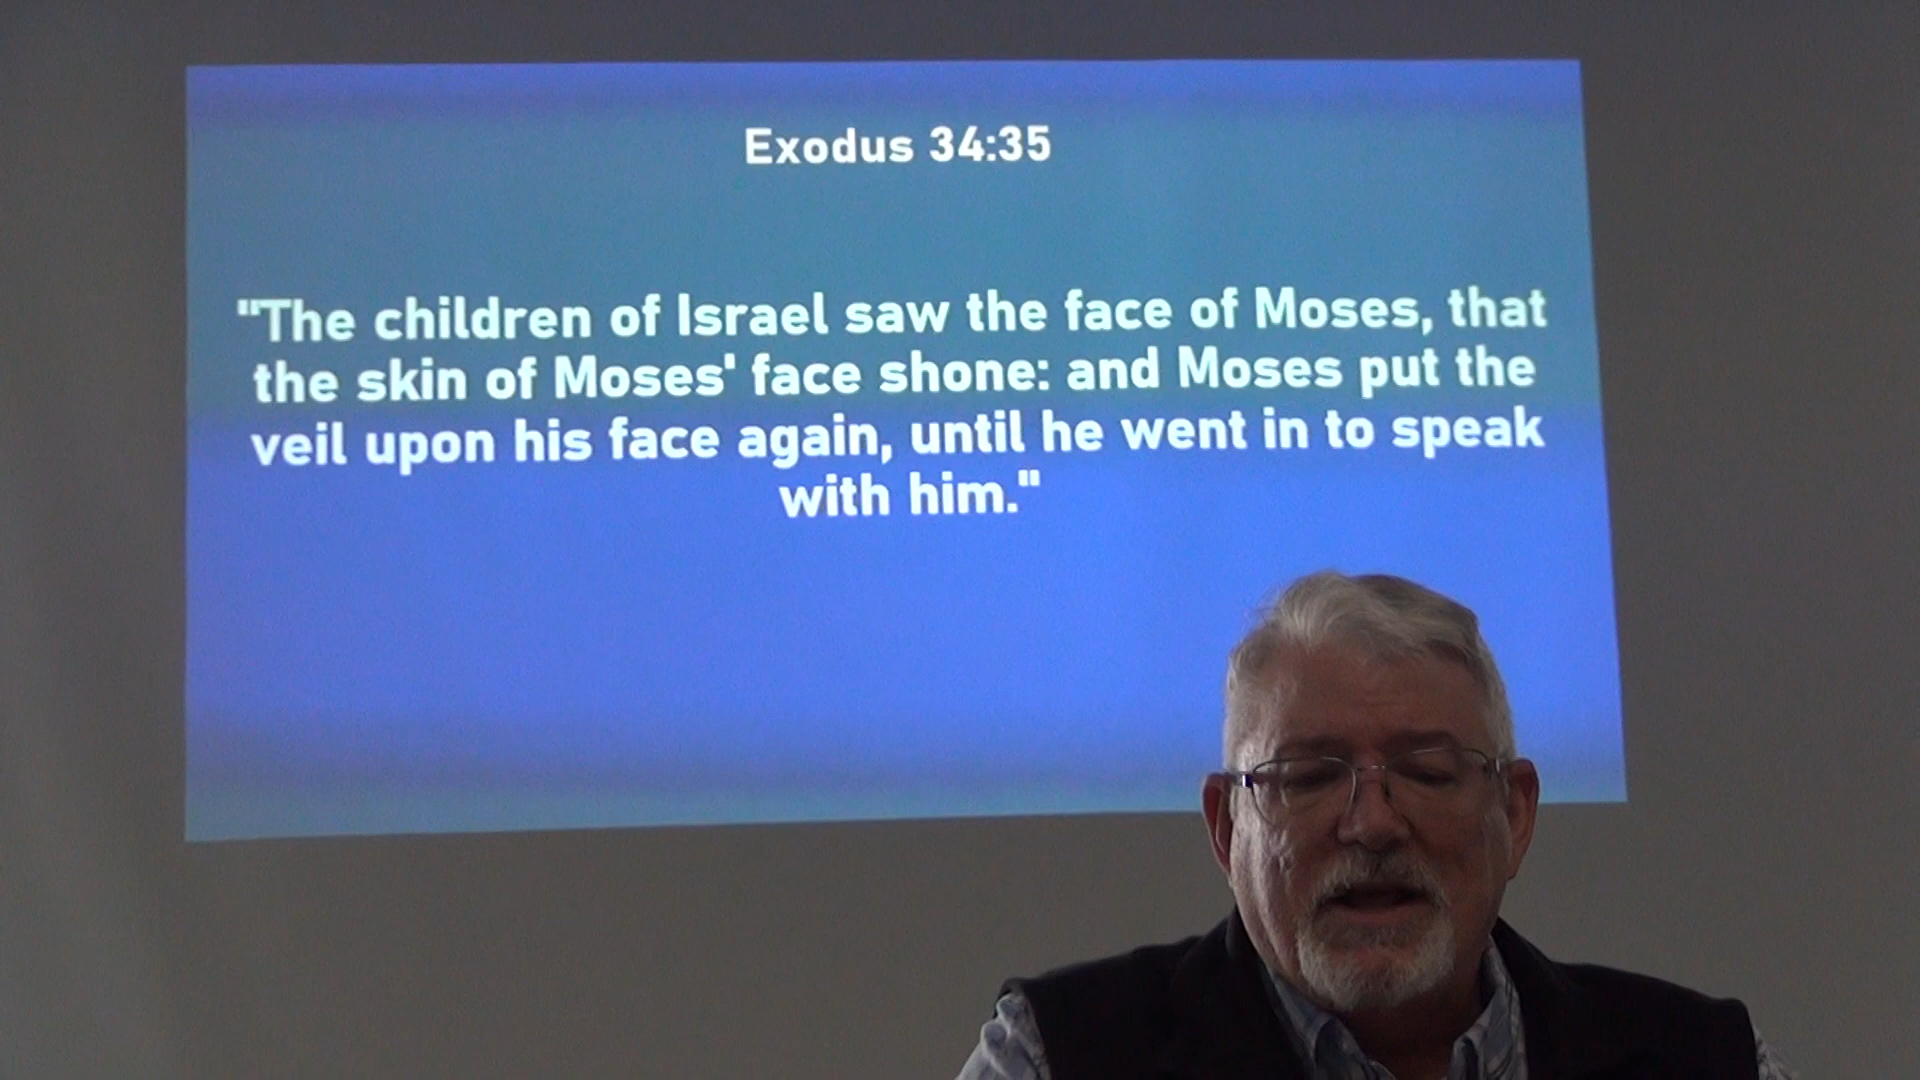 Exodus 34:35
"The children of Israel saw the face of Moses, that
the skin of Moses' face shone: and Moses put the
veil upon his face again, until he went in to speak
with him."